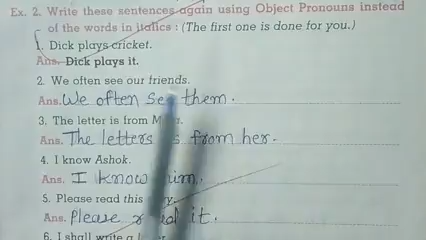 Ex. 2. Write these sentences again using Object Pronouns instead
of the words in italics : (The first one is done for you.)
1. Dick plays cricket.
Ans. Dick plays it.
2. We often see our friends.
Ans. We often see them.
3. The letter is from
Ans. The letters from her.
4. I know Ashok.
Ans. I know
5. Please read this
Ans. Please it.
6. I shall write a